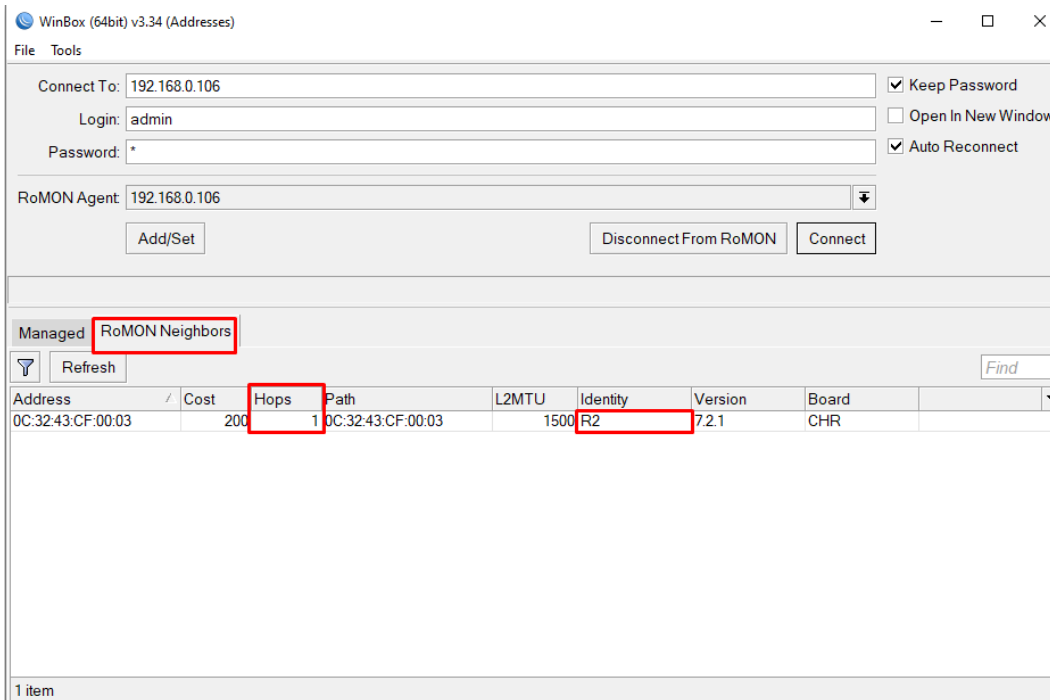 WinBox (64bit) v3.34 (Addresses)
File Tools
Connect To: 192.168.0.106
Keep Password
Login: admin
Open In New Window
Password: *
Auto Reconnect
RoMON Agent: 192.168.0.106
Add/Set Disconnect From RoMON Connect
Managed RoMON Neighbors
Refresh Find
Address Cost Hops Path L2MTU Identity Version Board
0C:32:43:CF:00:03 200 1 0C:32:43:CF:00:03 1500 R2 7.2.1 CHR
1 item